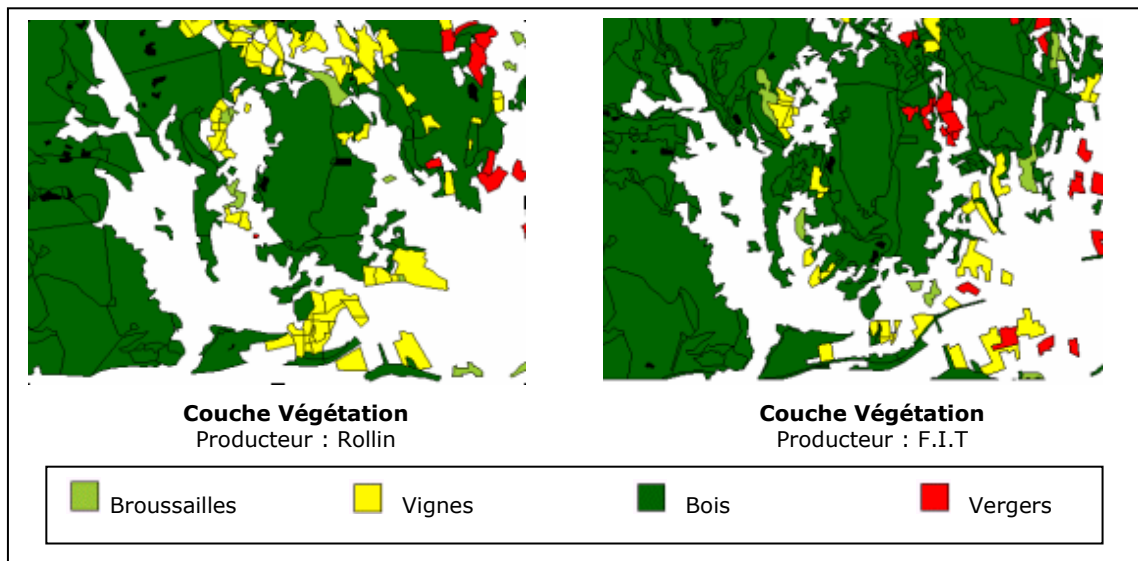 Couche Végétation
Producteur : Rollin
Couche Végétation
Producteur : F.I.T
Broussailles
Vignes
Bois
Vergers